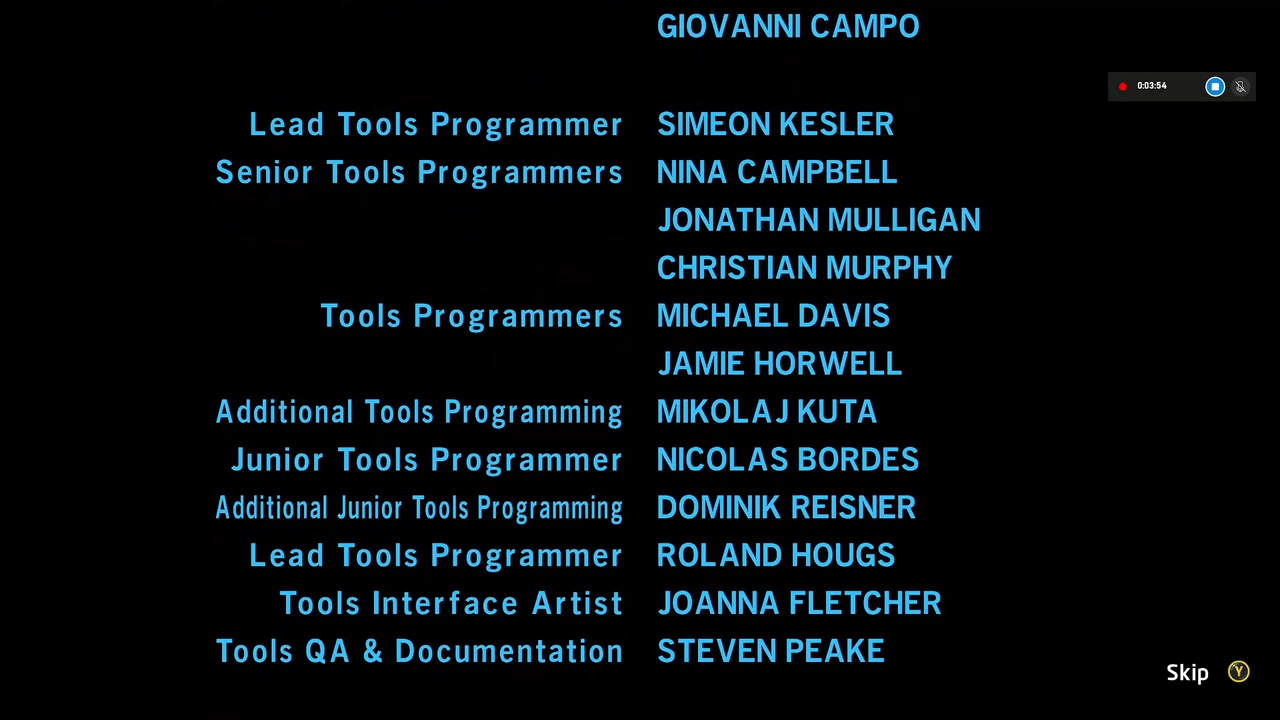 GIOVANNI CAMPO
0:03:54
Lead Tools Programmer SIMEON KESLER
Senior Tools Programmers NINA CAMPBELL
JONATHAN MULLIGAN
CHRISTIAN MURPHY
Tools Programmers MICHAEL DAVIS
JAMIE HORWELL
Additional Tools Programming MIKOLAJ KUTA
Junior Tools Programmer NICOLAS BORDES
Additional Junior Tools Programming DOMINIK REISNER
Lead Tools Programmer ROLAND HOUGS
Tools Interface Artist JOANNA FLETCHER
Tools QA & Documentation STEVEN PEAKE
Skip Y